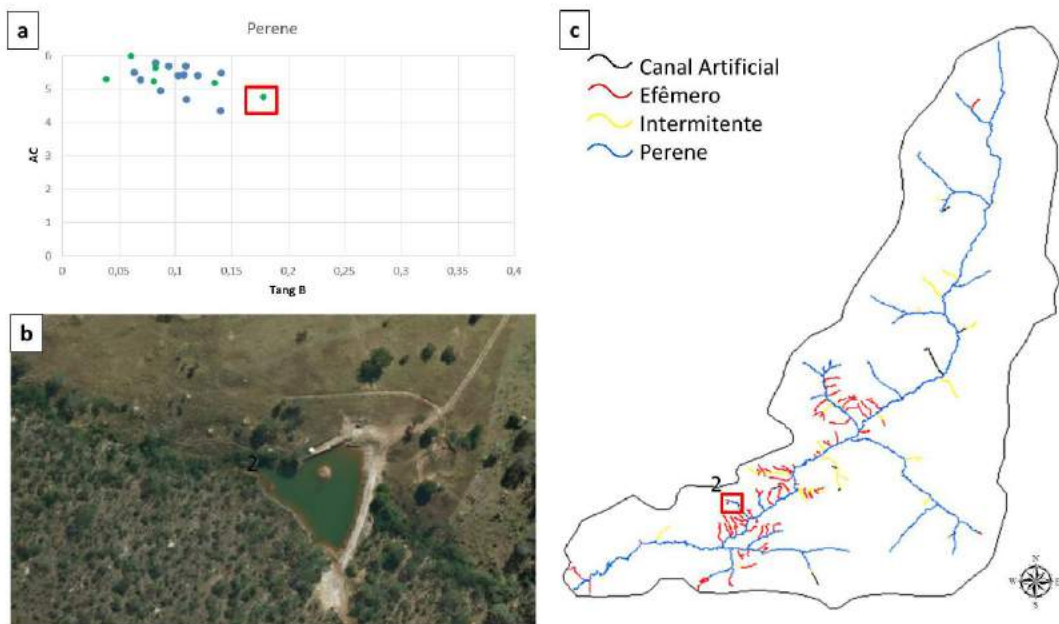 a
Perene
6
5
4
3
2
1
0
AC
0
0,05
0,1
0,15
0,2
0,25
0,3
0,35
0,4
Tang B
b
2
c
Canal Artificial
Efêmero
Intermitente
Perene
2
N
W
E
S